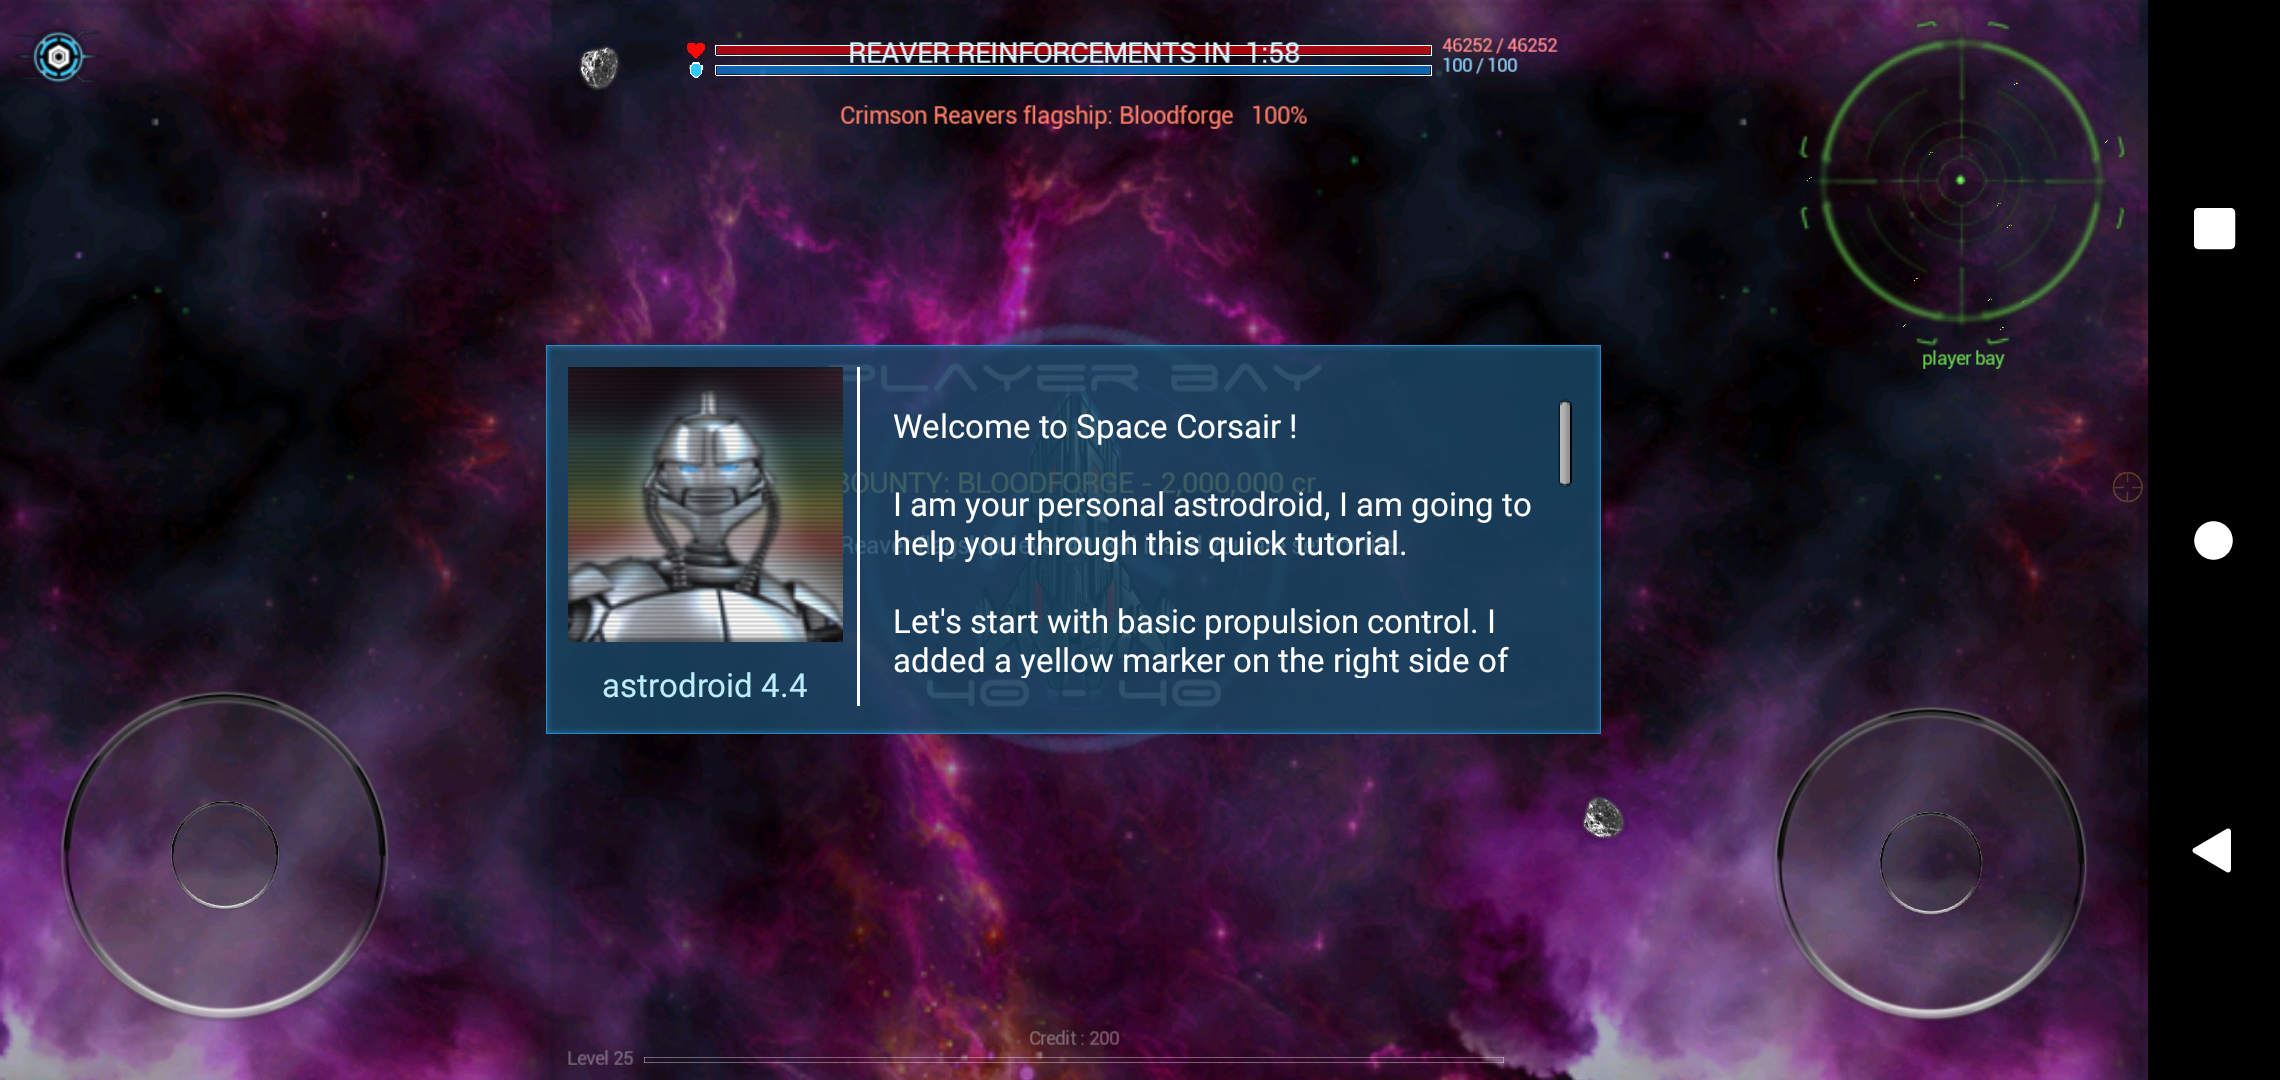 REAVER REINFORCEMENTS IN 1:58
46252 / 46252
100 / 100
Crimson Reavers flagship: Bloodforge 100%
player bay
PLAYER BAY
Welcome to Space Corsair !
BOUNTY: BLOODFORGE - 2,000,000 cr
I am your personal astrodroid, I am going to
help you through this quick tutorial.
Let's start with basic propulsion control. I
added a yellow marker on the right side of
astrodroid 4.4
40 - 40
Credit : 200
Level 25